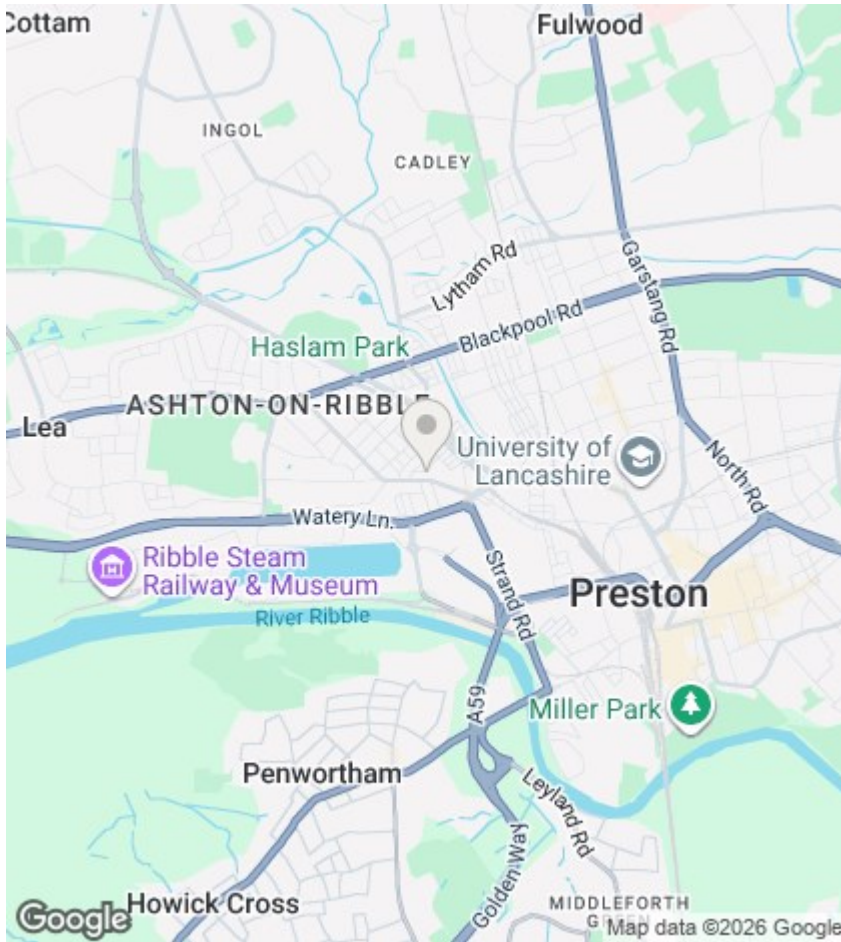 Cottam
Fulwood
INGOL
CADLEY
Lytham Rd
Garstang Rd
Blackpool Rd
Haslam Park
ASHTON-ON-RIBBLE
Lea
University of
Lancashire
North Rd
Watery Ln.
Ribble Steam
Railway & Museum
Strand Rd
Preston
River Ribble
A59
Miller Park
Penwortham
Leyland Rd
Golden Way
Howick Cross
MIDDLEFORTH
GREEN
Google
Map data ©2026 Google